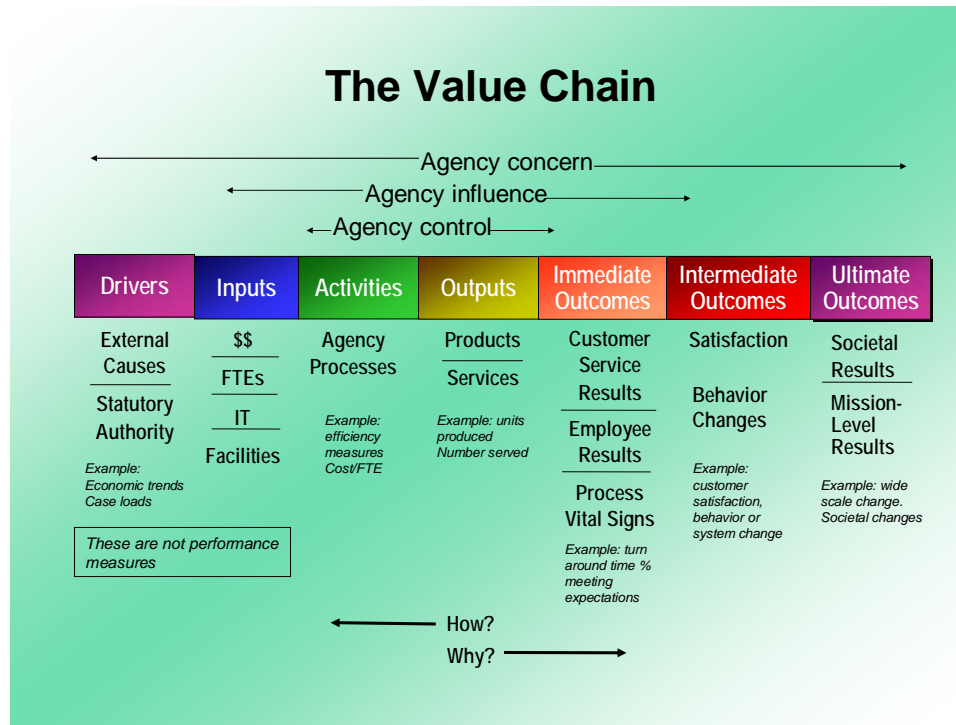 The Value Chain
Agency concern
Agency influence
Agency control
Drivers
Inputs
Activities
Outputs
Immediate
Outcomes
Intermediate
Outcomes
Ultimate
Outcomes
External
Causes
Statutory
Authority
Example:
Economic trends
Case loads
$$
FTEs
IT
Facilities
These are not performance
measures
Agency
Processes
Example:
efficiency
measures
Cost/FTE
Products
Services
Example: units
produced
Number served
Customer
Service
Results
Employee
Results
Process
Vital Signs
Example: turn
around time %
meeting
expectations
Satisfaction
Behavior
Changes
Example:
customer
satisfaction,
behavior or
system change
Societal
Results
Mission-
Level
Results
Example: wide
scale change.
Societal changes
How?
Why?